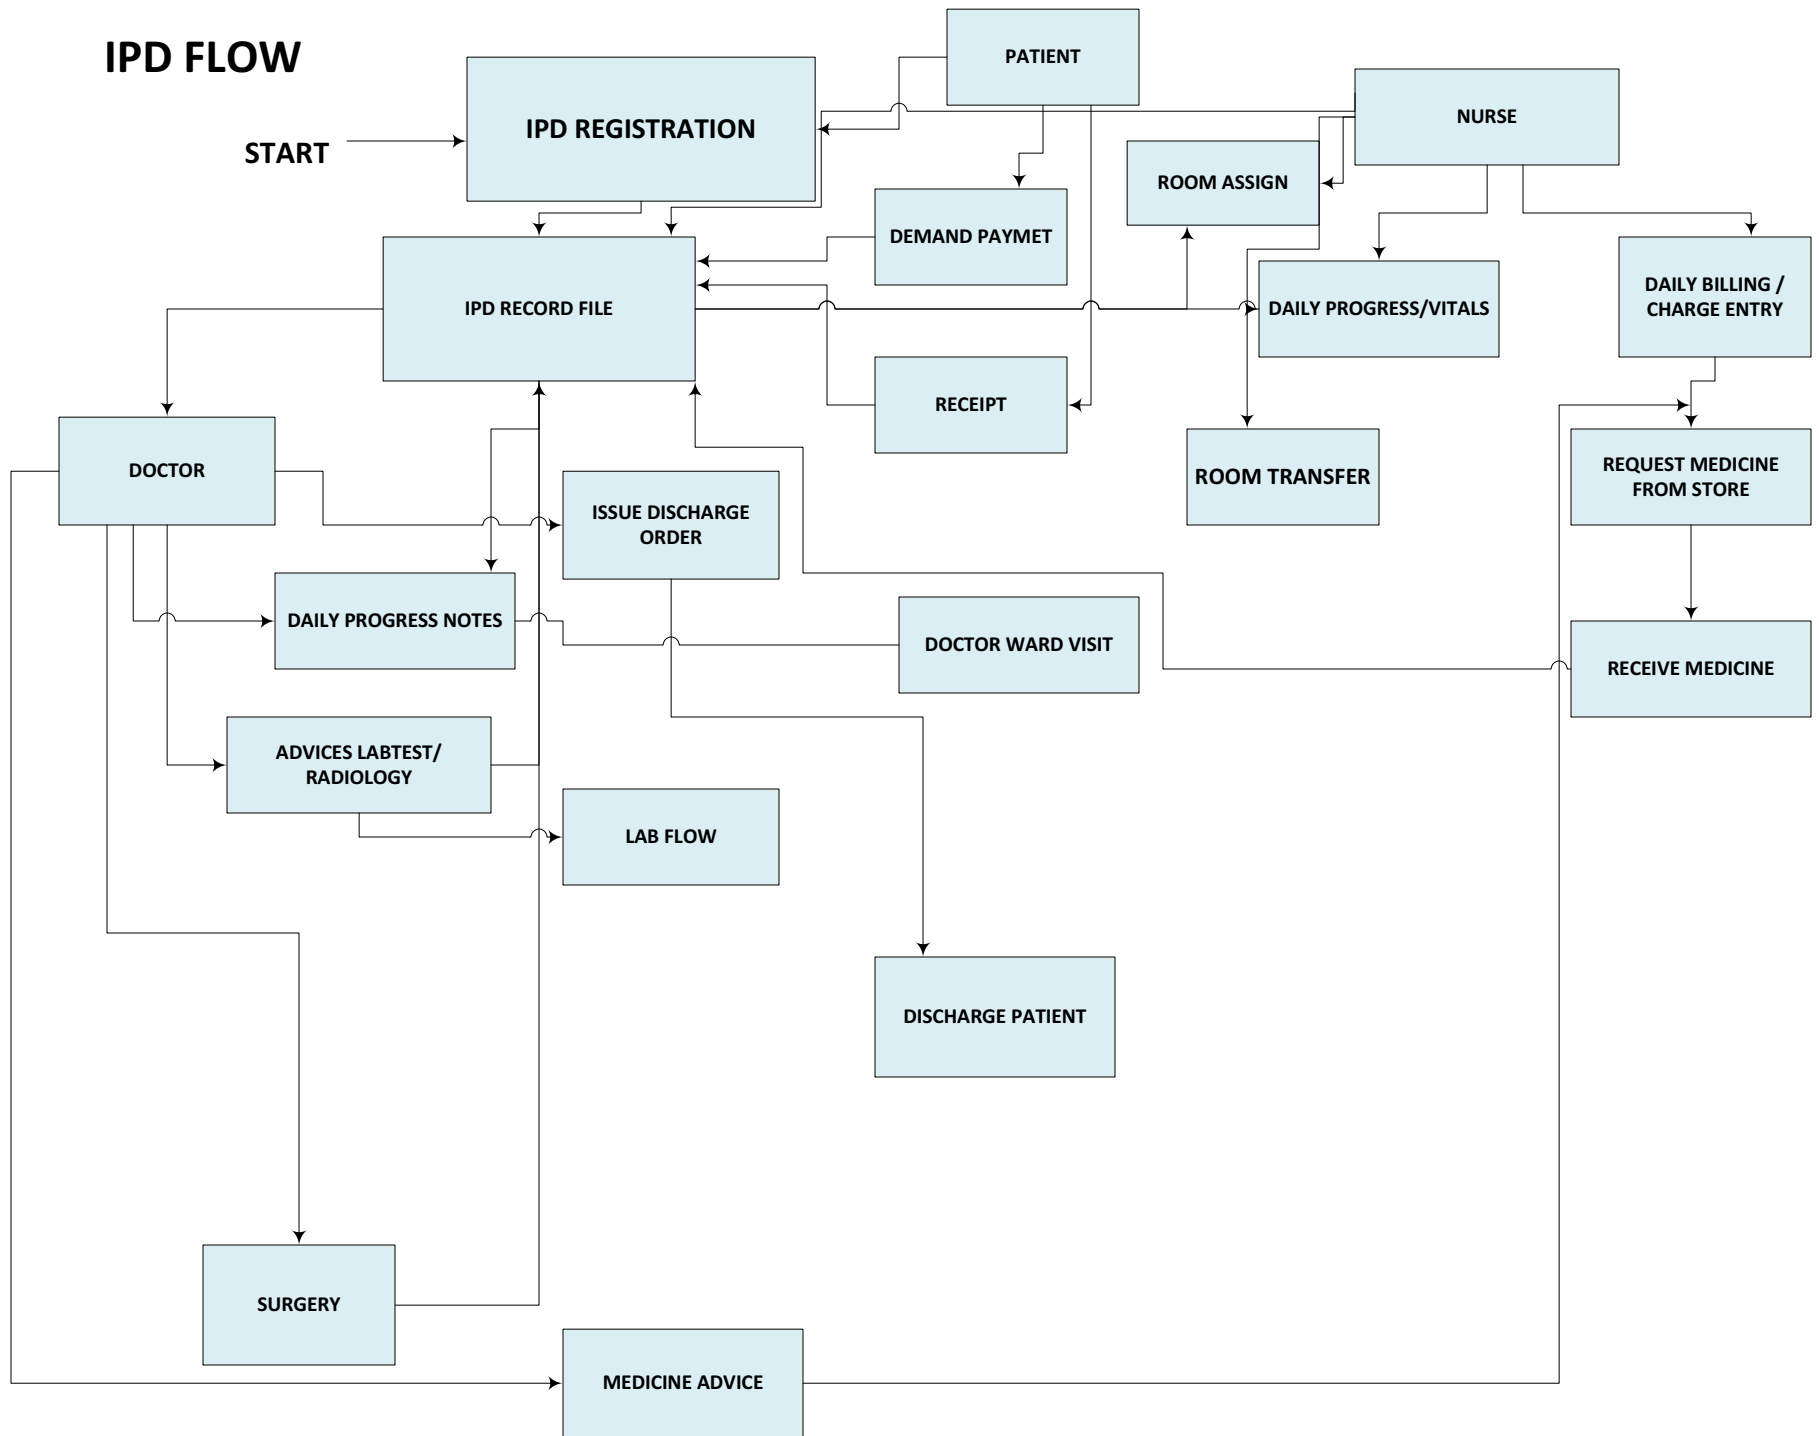 IPD FLOW
PATIENT
IPD REGISTRATION
NURSE
START
ROOM ASSIGN
DEMAND PAYMET
IPD RECORD FILE
DAILY PROGRESS/VITALS
DAILY BILLING /
CHARGE ENTRY
RECEIPT
DOCTOR
ROOM TRANSFER
REQUEST MEDICINE
FROM STORE
ISSUE DISCHARGE
ORDER
DAILY PROGRESS NOTES
DOCTOR WARD VISIT
RECEIVE MEDICINE
ADVICES LABTEST/
RADIOLOGY
LAB FLOW
DISCHARGE PATIENT
SURGERY
MEDICINE ADVICE